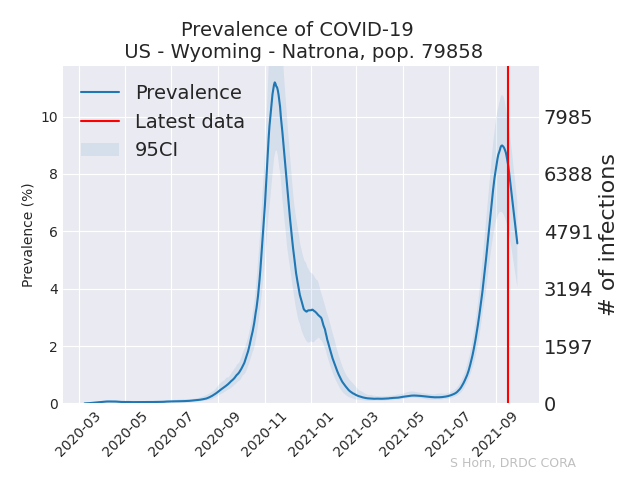 Prevalence of COVID-19
US - Wyoming - Natrona, pop. 79858
Prevalence
Latest data
95CI
Prevalence (%)
10
8
6
4
2
0
7985
6388
4791
3194
1597
0
# of infections
2020-03
2020-05
2020-07
2020-09
2020-11
2021-01
2021-03
2021-05
2021-07
2021-09
S Horn, DRDC CORA